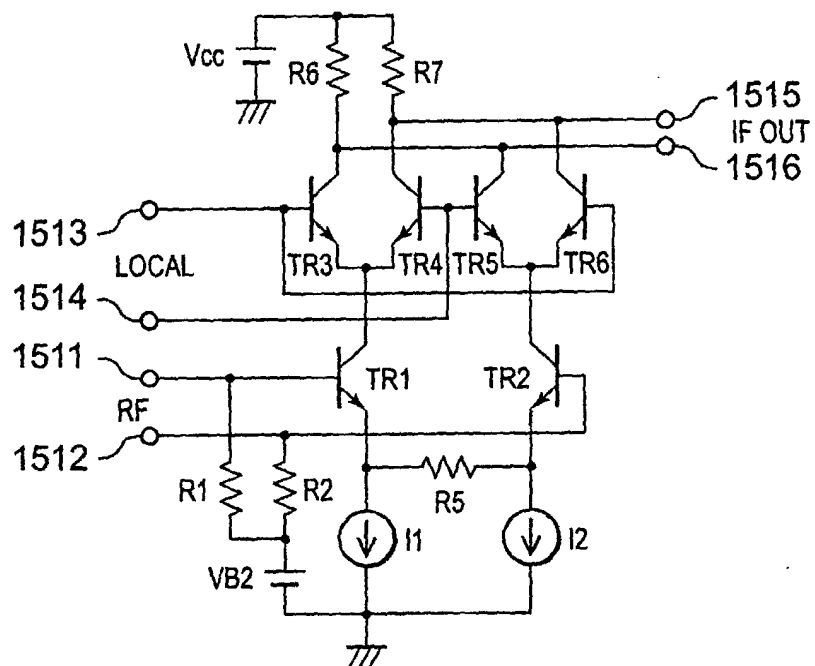 Vcc
R6
R7
1515
IF OUT
1516
1513
TR3
TR4
TR5
TR6
LOCAL
1514
1511
TR1
TR2
RF
1512
R1
R2
R5
I1
I2
VB2